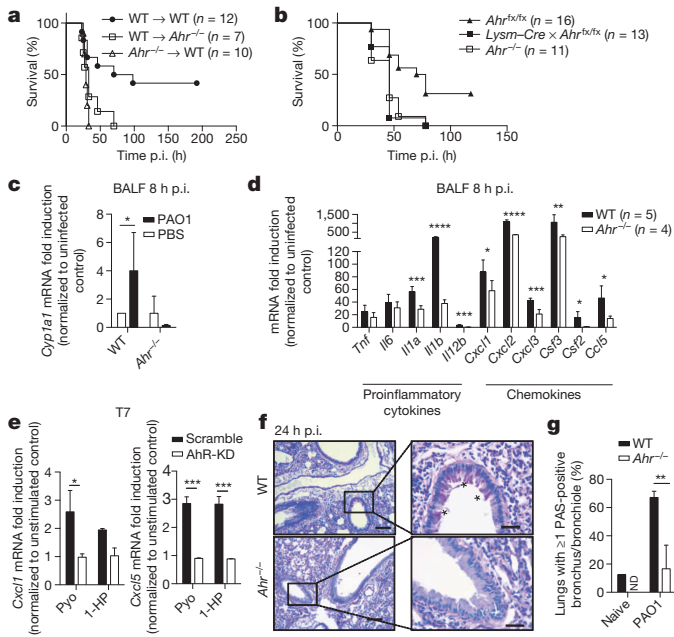 a
WT → WT (n = 12)
WT → Ahr–/– (n = 7)
Ahr–/– → WT (n = 10)
Survival (%)
100
50
0
0 50 100 150 200 250
Time p.i. (h)
b
Ahrfx/fx (n = 16)
Lysm-Cre × Ahrfx/fx (n = 13)
Ahr–/– (n = 11)
Survival (%)
100
50
0
0 50 100 150
Time p.i. (h)
c
BALF 8 h p.i.
Cyp1a1 mRNA fold induction
(normalized to uninfected
control)
8
6
4
2
0
*
PAO1
PBS
WT
Ahr–/–
d
BALF 8 h p.i.
mRNA fold induction
(normalized to uninfected
control)
1,500
1,000
500
120
100
80
60
40
20
0
WT (n = 5)
Ahr–/– (n = 4)
*** **** *** * **** *** ** * *
Tnf Il6 Il1a Il1b Il12b Cxcl1 Cxcl2 Cxcl3 Csf3 Csf2 Ccl5
Proinflammatory
cytokines
Chemokines
e
T7
Scramble
AhR-KD
Cxcl1 mRNA fold induction
(normalized to unstimulated control)
4
3
2
1
0
*
Pyo 1-HP
Cxcl5 mRNA fold induction
(normalized to unstimulated control)
4
3
2
1
0
*** ***
Pyo 1-HP
f
24 h p.i.
WT
* * *
Ahr–/–
g
WT
Ahr–/–
Lungs with ≥1 PAS-positive
bronchus/bronchiole (%)
80
60
40
20
0
**
ND
Naive PAO1